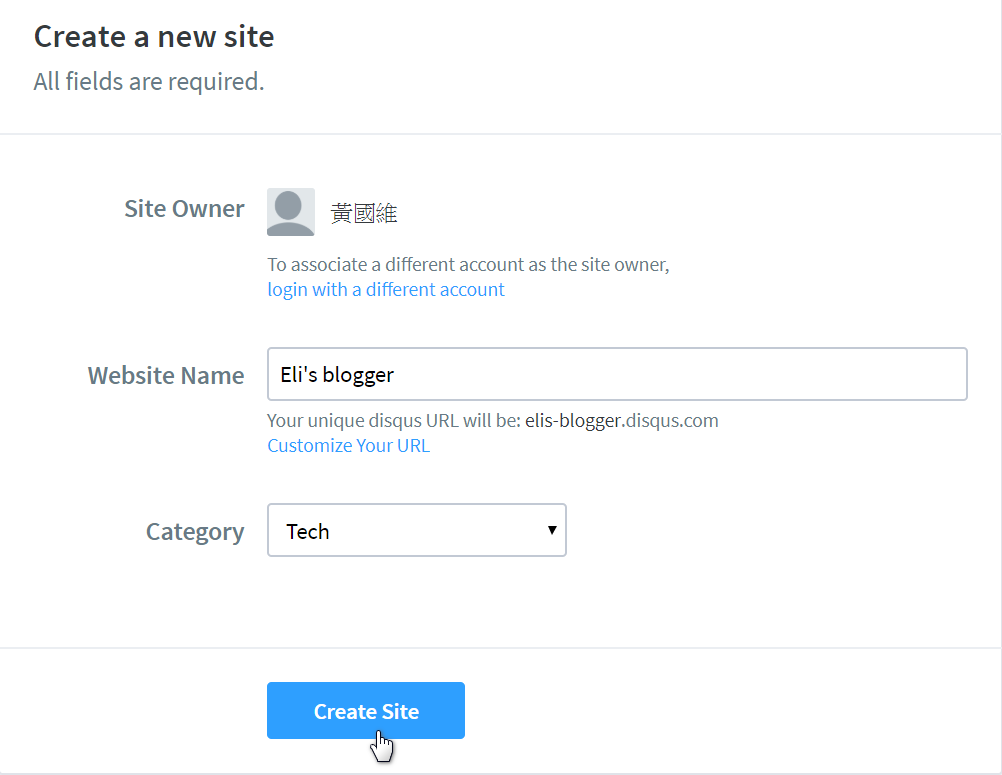 Create a new site
All fields are required.
Site Owner
黃國維
To associate a different account as the site owner,
login with a different account
Website Name
Eli's blogger
Your unique disqus URL will be: elis-blogger.disqus.com
Customize Your URL
Category
Tech
Create Site